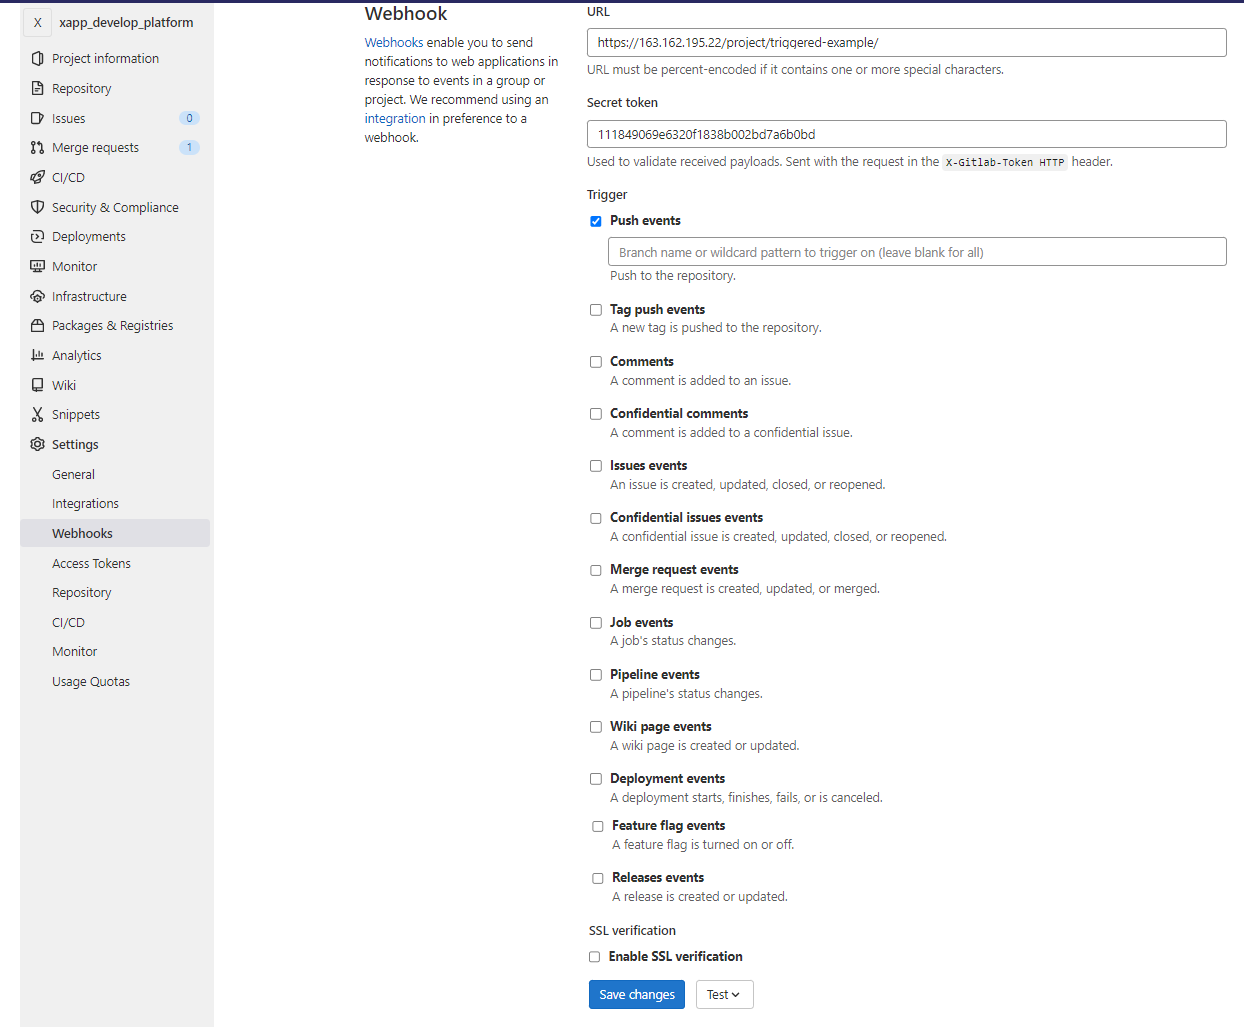 X xapp_develop_platform
Project information
Repository
Issues 0
Merge requests 1
CI/CD
Security & Compliance
Deployments
Monitor
Infrastructure
Packages & Registries
Analytics
Wiki
Snippets
Settings
General
Integrations
Webhooks
Access Tokens
Repository
CI/CD
Monitor
Usage Quotas
Webhook
Webhooks enable you to send
notifications to web applications in
response to events in a group or
project. We recommend using an
integration in preference to a
webhook.
URL
https://163.162.195.22/project/triggered-example/
URL must be percent-encoded if it contains one or more special characters.
Secret token
111849069e6320f1838b002bd7a6b0bd
Used to validate received payloads. Sent with the request in the X-Gitlab-Token HTTP header.
Trigger
Push events
Branch name or wildcard pattern to trigger on (leave blank for all)
Push to the repository.
Tag push events
A new tag is pushed to the repository.
Comments
A comment is added to an issue.
Confidential comments
A comment is added to a confidential issue.
Issues events
An issue is created, updated, closed, or reopened.
Confidential issues events
A confidential issue is created, updated, closed, or reopened.
Merge request events
A merge request is created, updated, or merged.
Job events
A job's status changes.
Pipeline events
A pipeline's status changes.
Wiki page events
A wiki page is created or updated.
Deployment events
A deployment starts, finishes, fails, or is canceled.
Feature flag events
A feature flag is turned on or off.
Releases events
A release is created or updated.
SSL verification
Enable SSL verification
Save changes Test